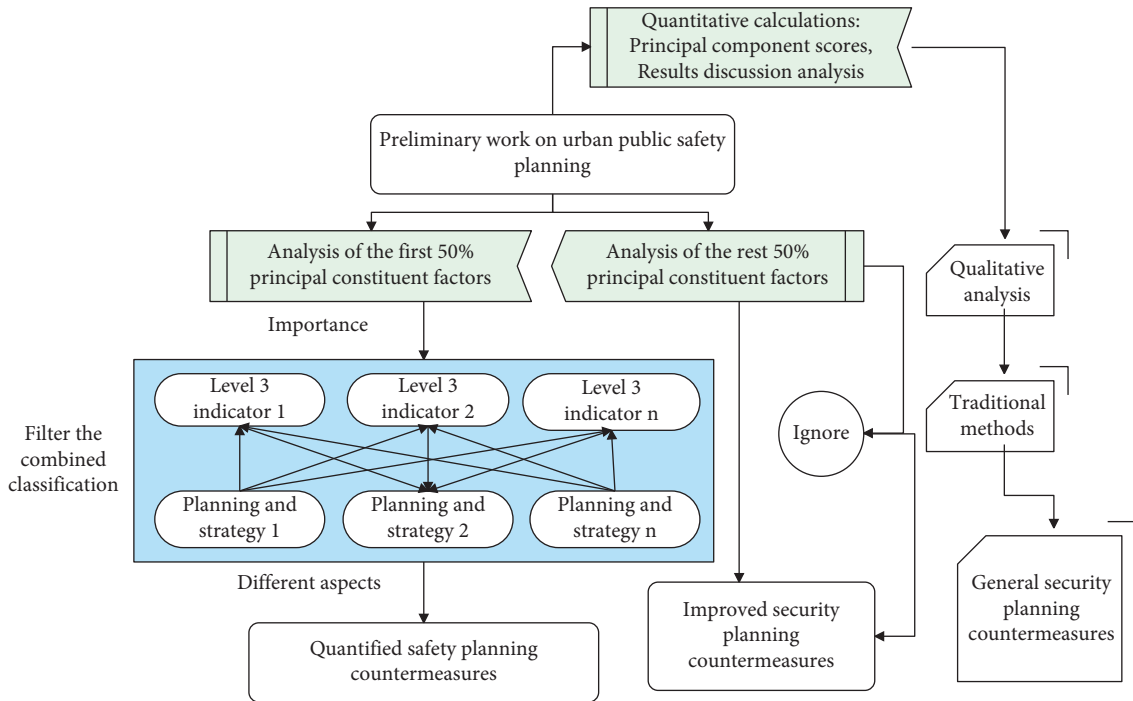 Quantitative calculations:
Principal component scores,
Results discussion analysis
Preliminary work on urban public safety
planning
Analysis of the first 50%
principal constituent factors
Analysis of the rest 50%
principal constituent factors
Qualitative
analysis
Importance
Level 3
indicator 1
Level 3
indicator 2
Level 3
indicator n
Traditional
methods
Ignore
Filter the
combined
classification
Planning and
strategy 1
Planning and
strategy 2
Planning and
strategy n
Different aspects
Improved security
planning
countermeasures
General security
planning
countermeasures
Quantified safety planning
countermeasures